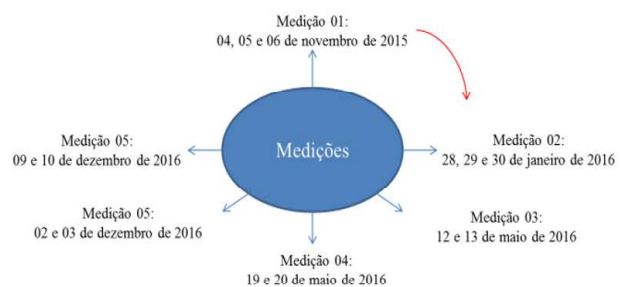 Medição 01:
04, 05 e 06 de novembro de 2015
Medições
Medição 02:
28, 29 e 30 de janeiro de 2016
Medição 03:
12 e 13 de maio de 2016
Medição 04:
19 e 20 de maio de 2016
Medição 05:
02 e 03 de dezembro de 2016
Medição 05:
09 e 10 de dezembro de 2016